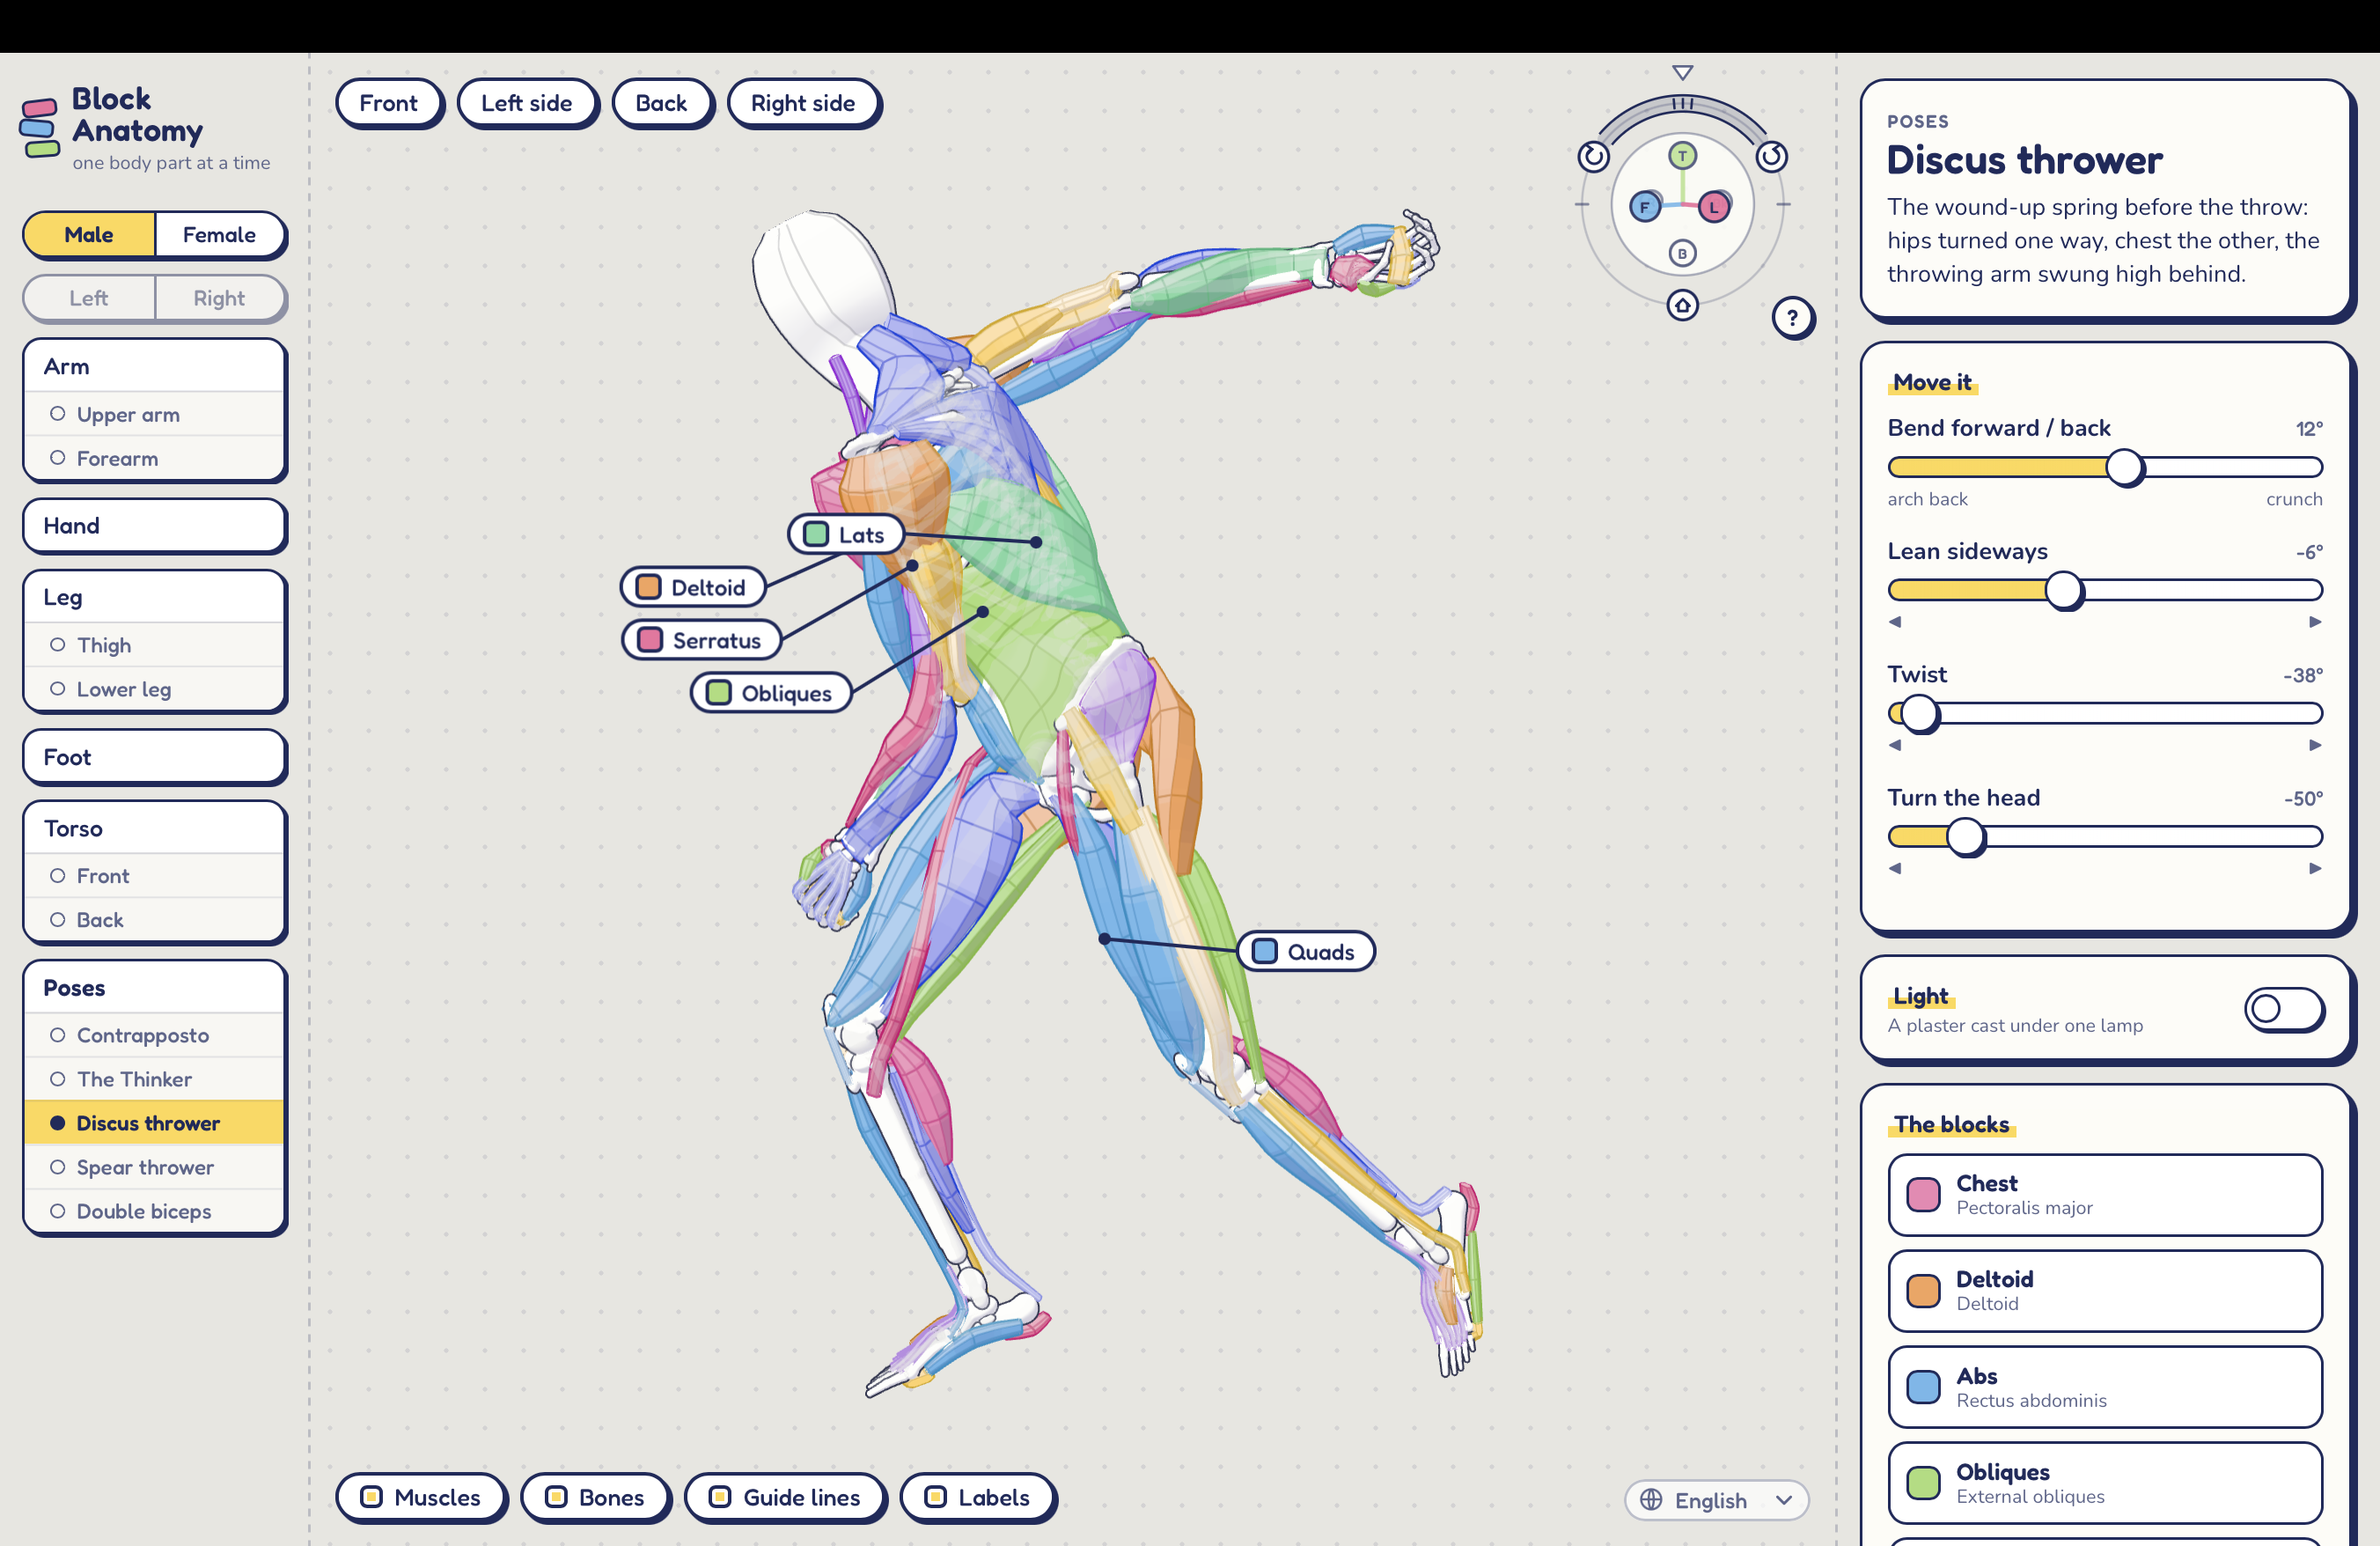 Block
Anatomy
one body part at a time
Male
Female
Left
Right
Arm
Upper arm
Forearm
Hand
Leg
Thigh
Lower leg
Foot
Torso
Front
Back
Poses
Contrapposto
The Thinker
Discus thrower
Spear thrower
Double biceps
Front
Left side
Back
Right side
T
F
L
B
?
Lats
Deltoid
Serratus
Obliques
Quads
Muscles
Bones
Guide lines
Labels
English
POSES
Discus thrower
The wound-up spring before the throw:
hips turned one way, chest the other, the
throwing arm swung high behind.
Move it
Bend forward / back
12°
arch back
crunch
Lean sideways
-6°
Twist
-38°
Turn the head
-50°
Light
A plaster cast under one lamp
The blocks
Chest
Pectoralis major
Deltoid
Deltoid
Abs
Rectus abdominis
Obliques
External obliques